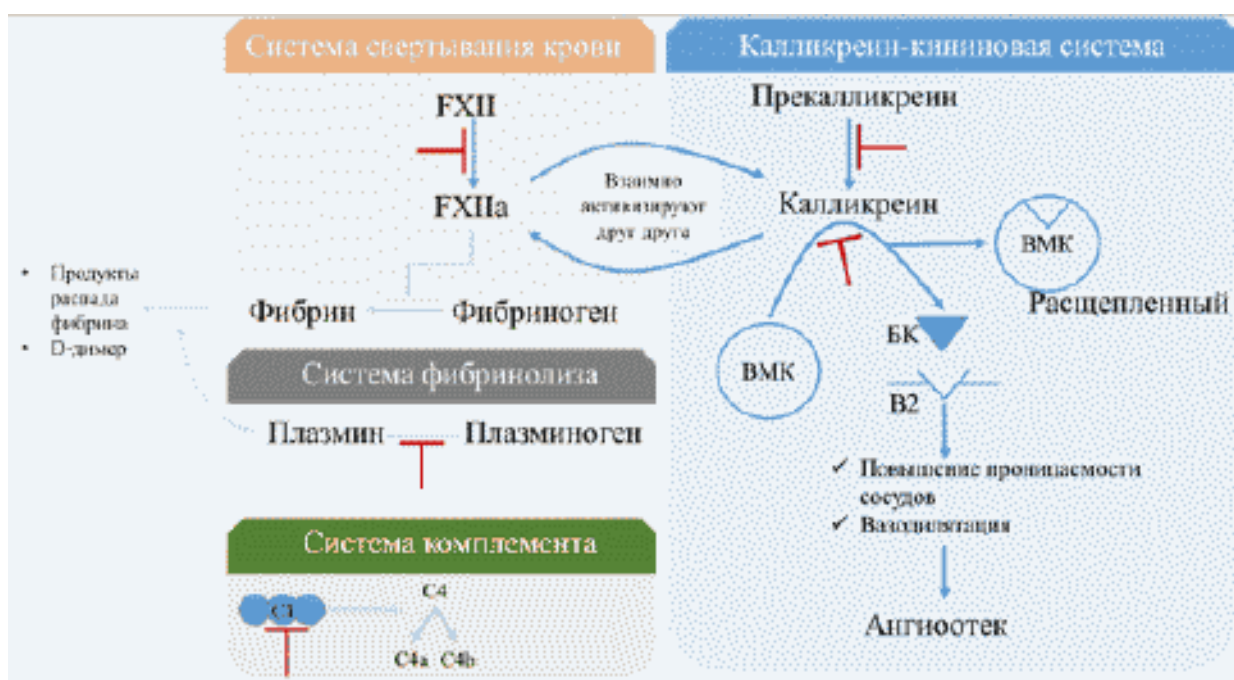 Система свертывания крови
Калликреин-кининовая система
FXII
Прекалликреин
FXIIa
Взаимно
активизируют
друг друга
Калликреин
ВМК
Расщепленный
• Продукты
распада
фибрина
• D-димер
Фибрин
Фибриноген
БК
ВМК
Система фибринолиза
В2
Плазмин
Плазминоген
✓ Повышение проницаемости
сосудов
✓ Вазодилятация
Система комплемента
C1
C4
C4a C4b
Ангиоотек